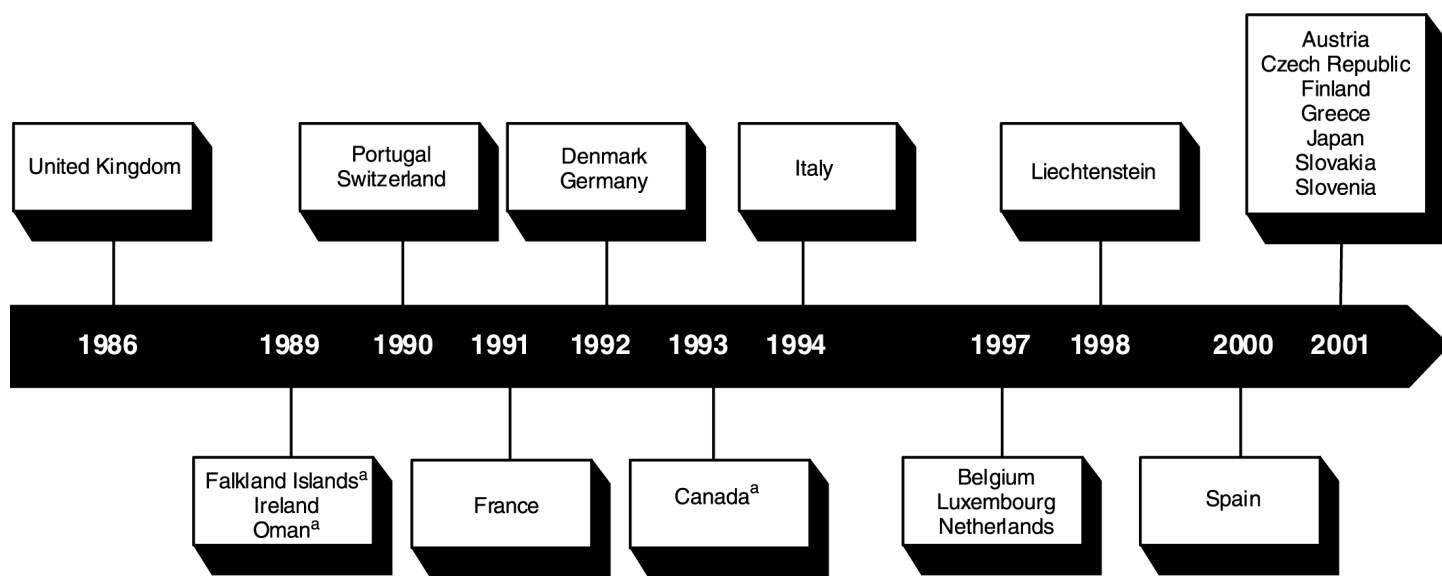 Austria
Czech Republic
Finland
Greece
Japan
Slovakia
Slovenia
United Kingdom
Portugal
Switzerland
Denmark
Germany
Italy
Liechtenstein
1986 1989 1990 1991 1992 1993 1994 1997 1998 2000 2001
Falkland Islandsª
Ireland
Omanª
France
Canadaª
Belgium
Luxembourg
Netherlands
Spain